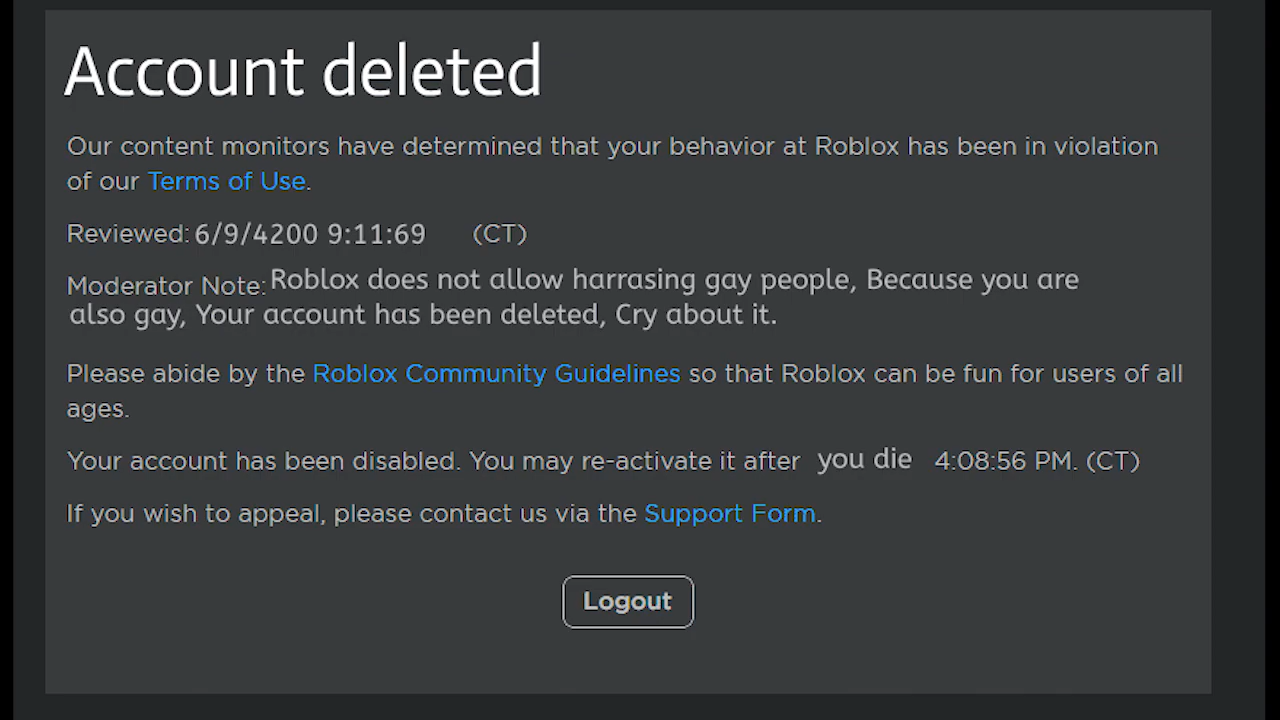 Account deleted
Our content monitors have determined that your behavior at Roblox has been in violation
of our Terms of Use.
Reviewed: 6/9/4200 9:11:69 (CT)
Moderator Note: Roblox does not allow harrasing gay people, Because you are
also gay, Your account has been deleted, Cry about it.
Please abide by the Roblox Community Guidelines so that Roblox can be fun for users of all
ages.
Your account has been disabled. You may re-activate it after you die 4:08:56 PM. (CT)
If you wish to appeal, please contact us via the Support Form.
Logout